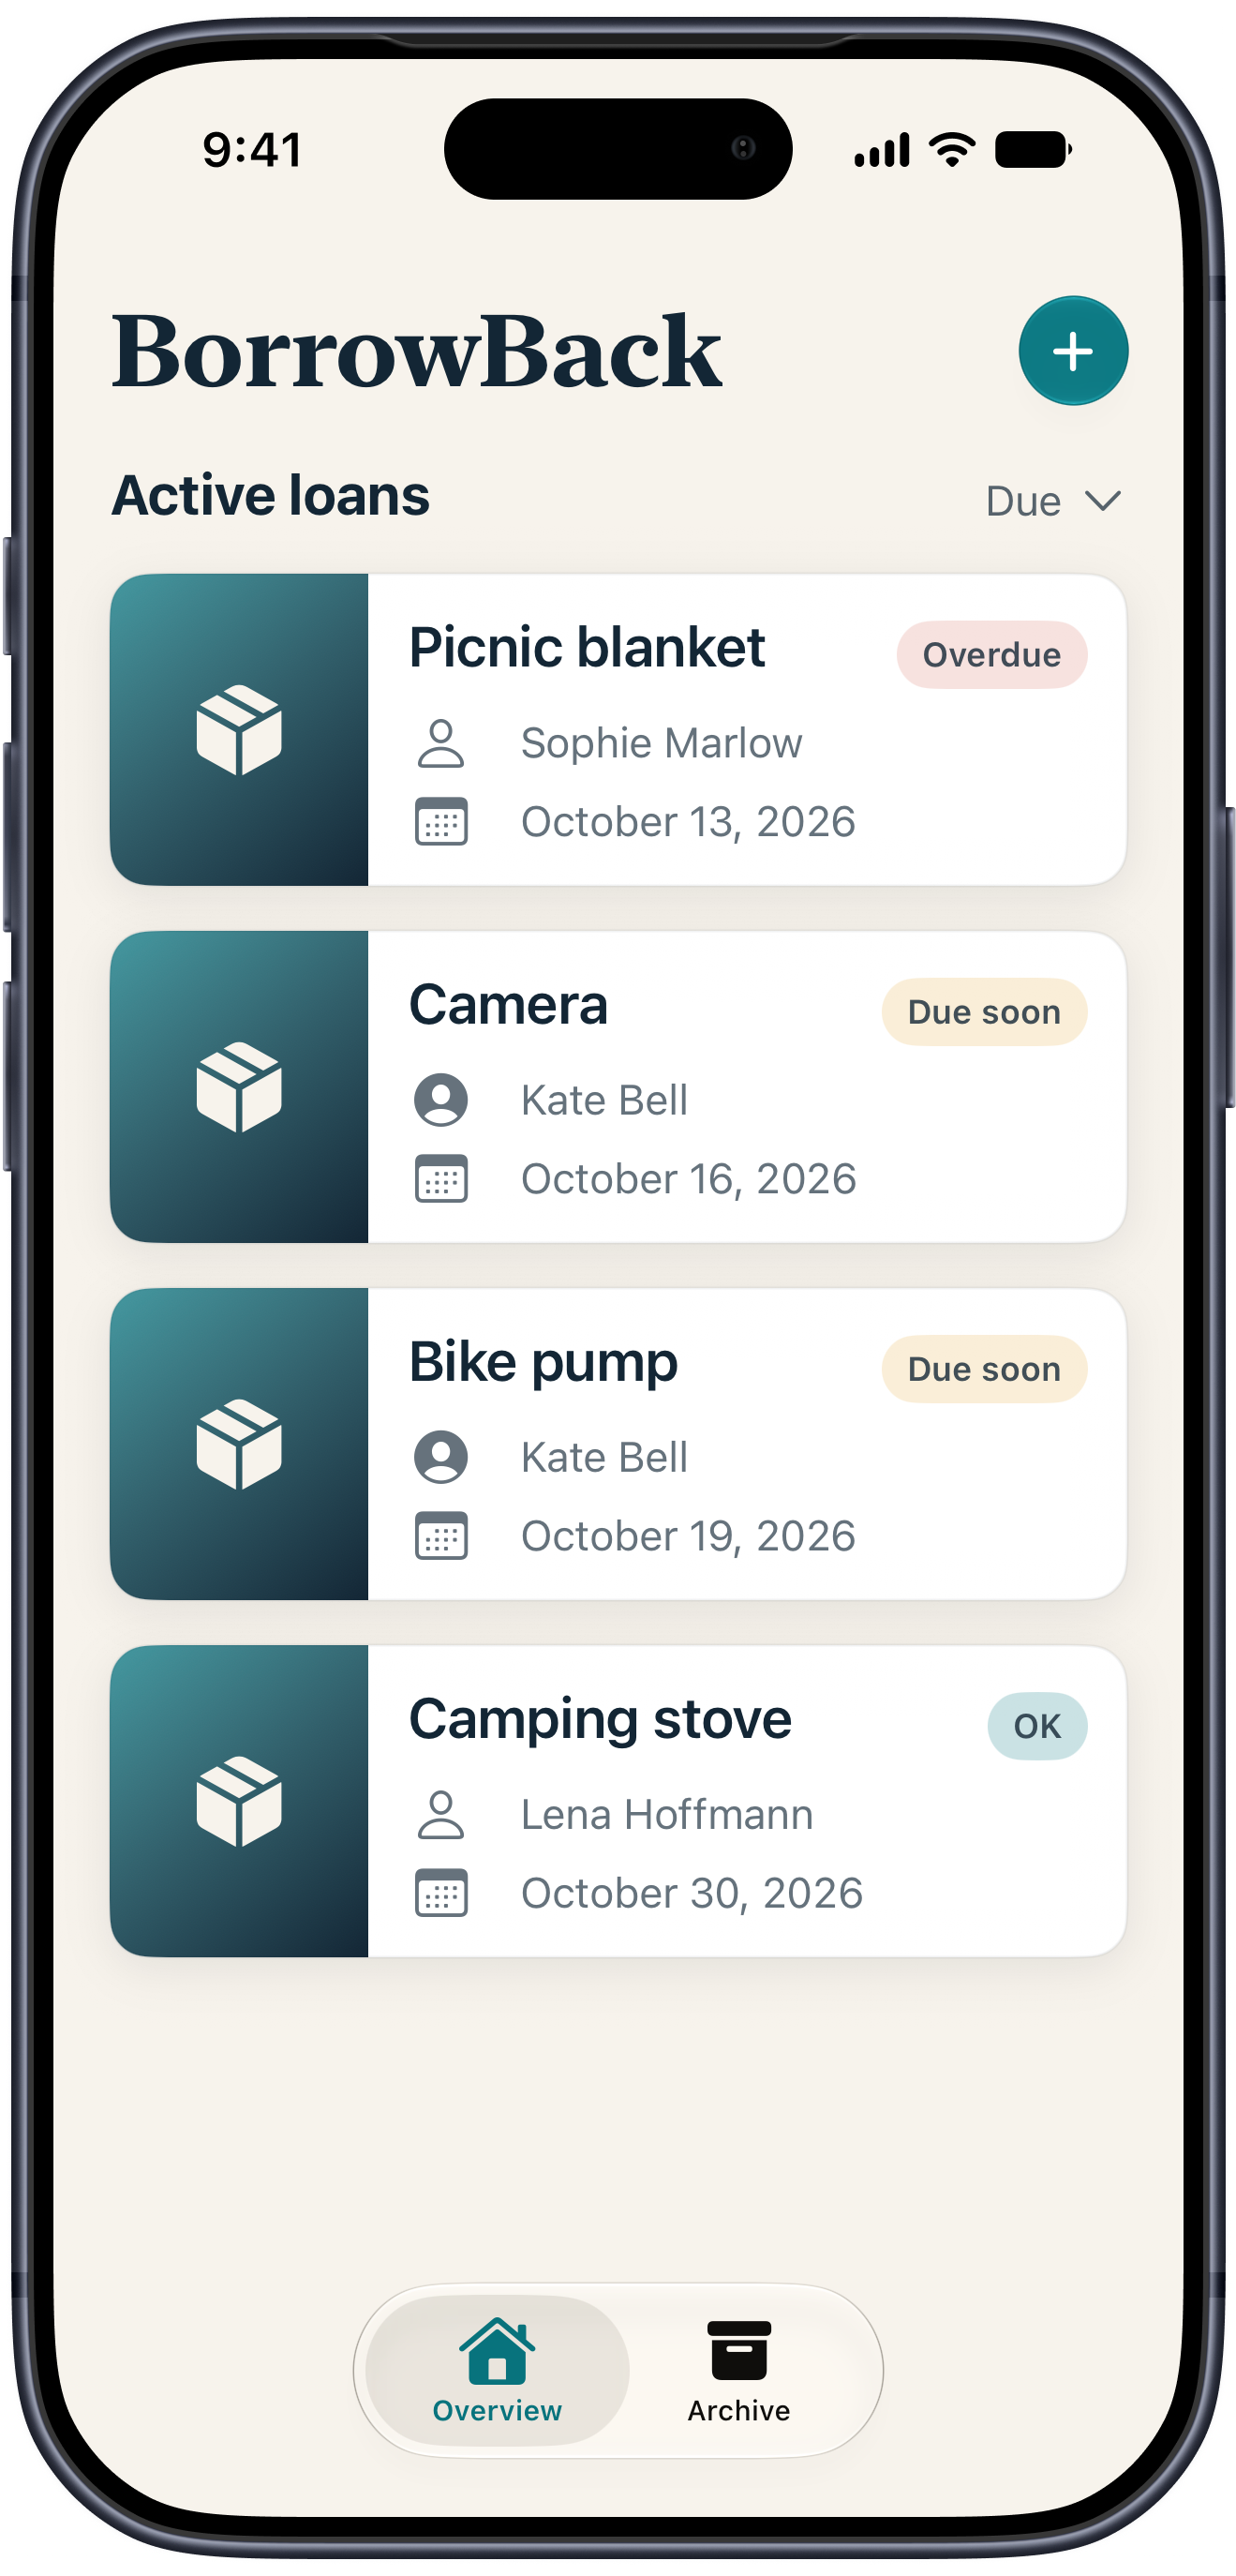 9:41
BorrowBack
Active loans
Due
Picnic blanket
Overdue
Sophie Marlow
October 13, 2026
Camera
Due soon
Kate Bell
October 16, 2026
Bike pump
Due soon
Kate Bell
October 19, 2026
Camping stove
OK
Lena Hoffmann
October 30, 2026
Overview
Archive